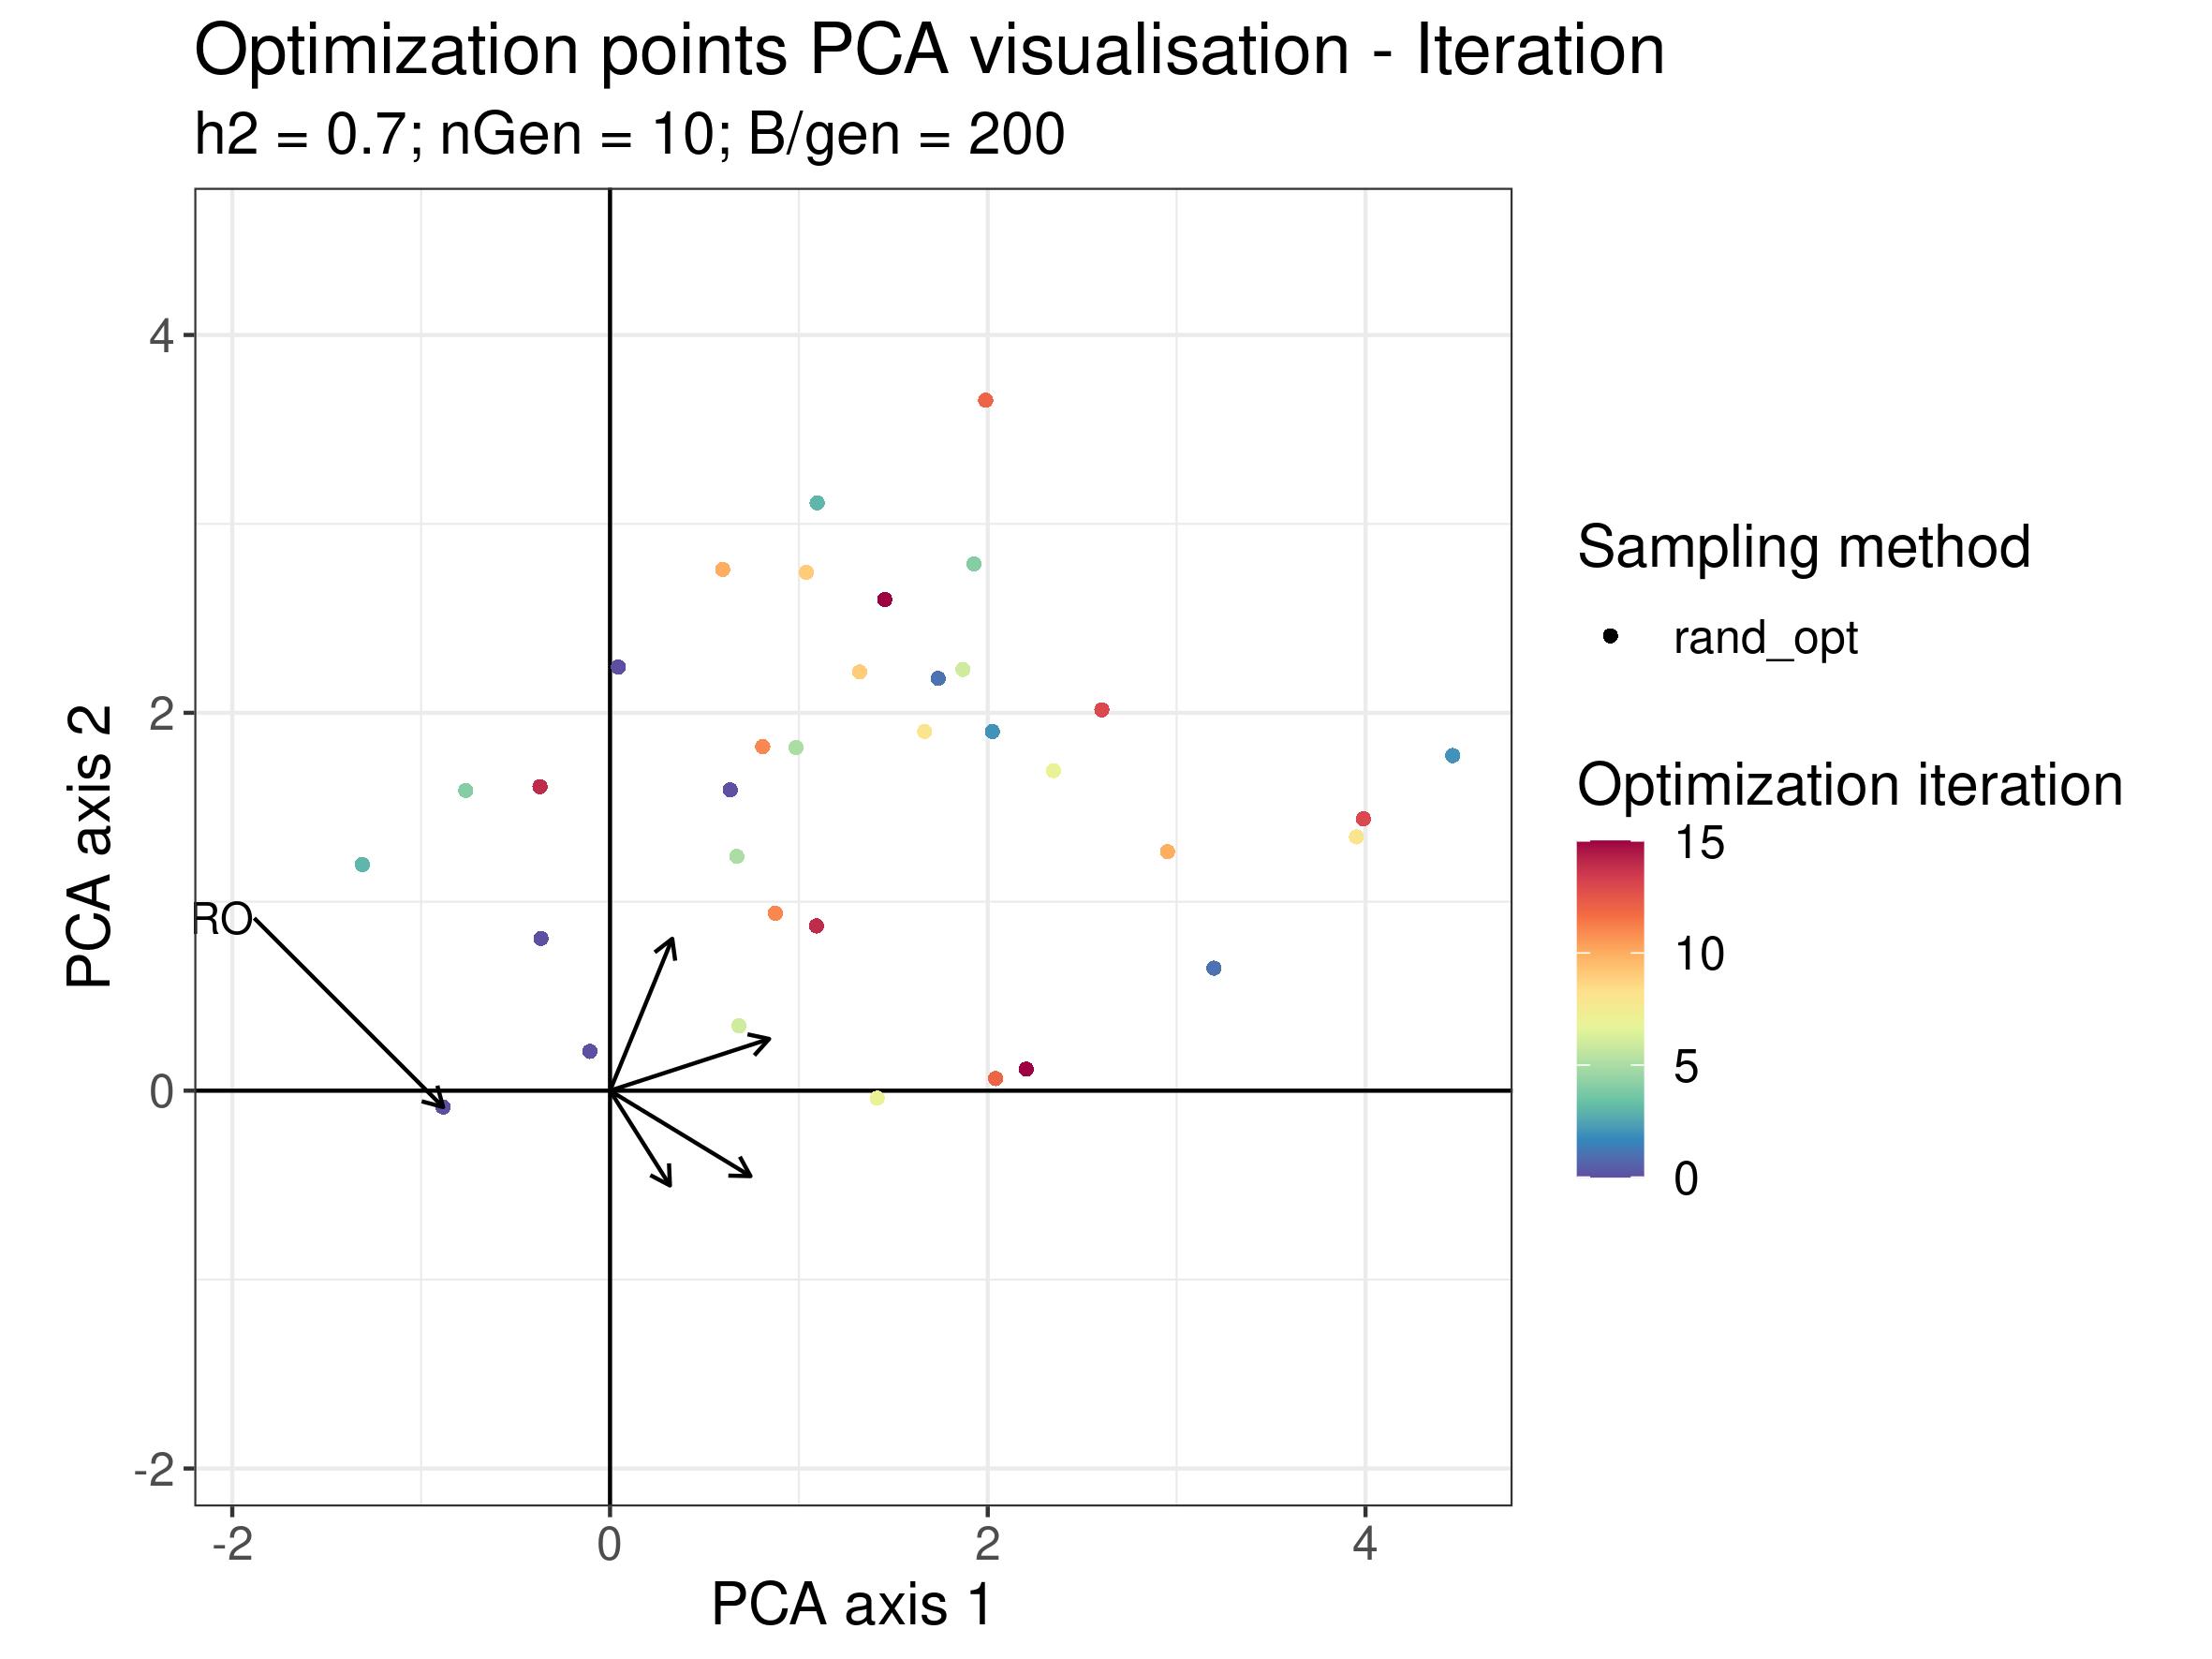 Optimization points PCA visualisation - Iteration
h2 = 0.7; nGen = 10; B/gen = 200
4
2
0
-2
PCA axis 2
RO
-2
0
2
4
PCA axis 1
Sampling method
rand_opt
Optimization iteration
15
10
5
0